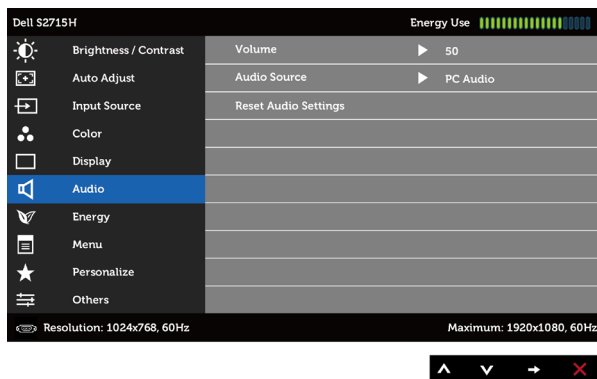 Dell S2715H Energy Use
Brightness / Contrast Volume 50
Auto Adjust Audio Source PC Audio
Input Source Reset Audio Settings
Color
Display
Audio
Energy
Menu
Personalize
Others
Resolution: 1024x768, 60Hz Maximum: 1920x1080, 60Hz